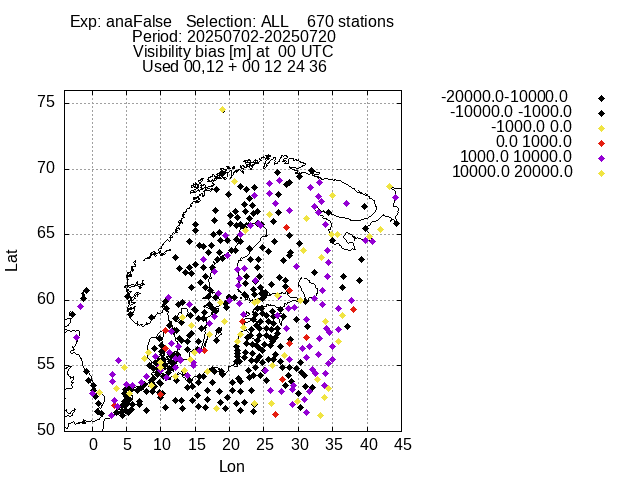 Exp: anaFalse   Selection: ALL    670 stations
Period: 20250702-20250720
Visibility bias [m] at  00 UTC
Used 00,12 + 00 12 24 36
-20000.0-10000.0
-10000.0 -1000.0
-1000.0 0.0
0.0 1000.0
1000.0 10000.0
10000.0 20000.0
75
70
65
60
55
50
Lat
0 5 10 15 20 25 30 35 40 45
Lon